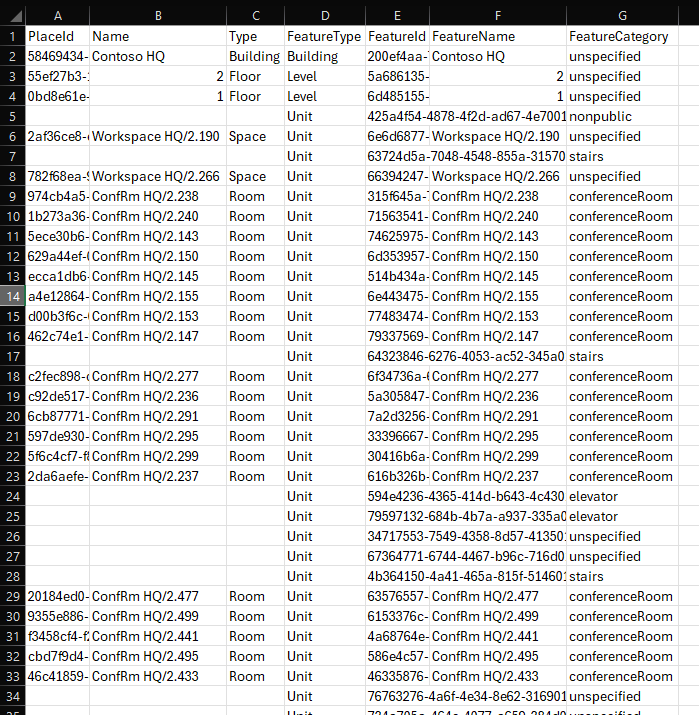 A B C D E F G
1 PlaceId Name Type FeatureType FeatureId FeatureName FeatureCategory
2 58469434- Contoso HQ Building Building 200ef4aa- Contoso HQ unspecified
3 55ef27b3- 2 Floor Level 5a686135- 2 unspecified
4 0bd8e61e- 1 Floor Level 6d485155- 1 unspecified
5 Unit 425a4f54-4878-4f2d-ad67-4e7001 nonpublic
6 2af36ce8- Workspace HQ/2.190 Space Unit 6e6d6877- Workspace HQ/2.190 unspecified
7 Unit 63724d5a-7048-4548-855a-31570 stairs
8 782f68ea-9 Workspace HQ/2.266 Space Unit 66394247- Workspace HQ/2.266 unspecified
9 974cb4a5- ConfRm HQ/2.238 Room Unit 315f645a- ConfRm HQ/2.238 conferenceRoom
10 1b273a36- ConfRm HQ/2.240 Room Unit 71563541- ConfRm HQ/2.240 conferenceRoom
11 5ece30b6- ConfRm HQ/2.143 Room Unit 74625975- ConfRm HQ/2.143 conferenceRoom
12 629a44ef- ConfRm HQ/2.150 Room Unit 6d353957- ConfRm HQ/2.150 conferenceRoom
13 ecca1db6- ConfRm HQ/2.145 Room Unit 514b434a- ConfRm HQ/2.145 conferenceRoom
14 a4e12864- ConfRm HQ/2.155 Room Unit 6e443475- ConfRm HQ/2.155 conferenceRoom
15 d00b3f6c- ConfRm HQ/2.153 Room Unit 77483474- ConfRm HQ/2.153 conferenceRoom
16 462c74e1- ConfRm HQ/2.147 Room Unit 79337569- ConfRm HQ/2.147 conferenceRoom
17 Unit 64323846-6276-4053-ac52-345a0 stairs
18 c2fec898- ConfRm HQ/2.277 Room Unit 6f34736a- ConfRm HQ/2.277 conferenceRoom
19 c92de517- ConfRm HQ/2.236 Room Unit 5a305847- ConfRm HQ/2.236 conferenceRoom
20 6cb87771- ConfRm HQ/2.291 Room Unit 7a2d3256- ConfRm HQ/2.291 conferenceRoom
21 597de930- ConfRm HQ/2.295 Room Unit 33396667- ConfRm HQ/2.295 conferenceRoom
22 5f6c4cf7-f ConfRm HQ/2.299 Room Unit 30416b6a- ConfRm HQ/2.299 conferenceRoom
23 2da6aefe- ConfRm HQ/2.237 Room Unit 616b326b- ConfRm HQ/2.237 conferenceRoom
24 Unit 594e4236-4365-414d-b643-4c430 elevator
25 Unit 79597132-684b-4b7a-a937-335a0 elevator
26 Unit 34717553-7549-4358-8d57-41350 unspecified
27 Unit 67364771-6744-4467-b96c-716d0 unspecified
28 Unit 4b364150-4a41-465a-815f-514601 stairs
29 20184ed0- ConfRm HQ/2.477 Room Unit 63576557- ConfRm HQ/2.477 conferenceRoom
30 9355e886- ConfRm HQ/2.499 Room Unit 6153376c- ConfRm HQ/2.499 conferenceRoom
31 f3458cf4-f ConfRm HQ/2.441 Room Unit 4a68764e- ConfRm HQ/2.441 conferenceRoom
32 cbd7f9d4- ConfRm HQ/2.495 Room Unit 586e4c57- ConfRm HQ/2.495 conferenceRoom
33 46c41859- ConfRm HQ/2.433 Room Unit 46335876- ConfRm HQ/2.433 conferenceRoom
34 Unit 76763276-4a6f-4e34-8e62-316901 unspecified